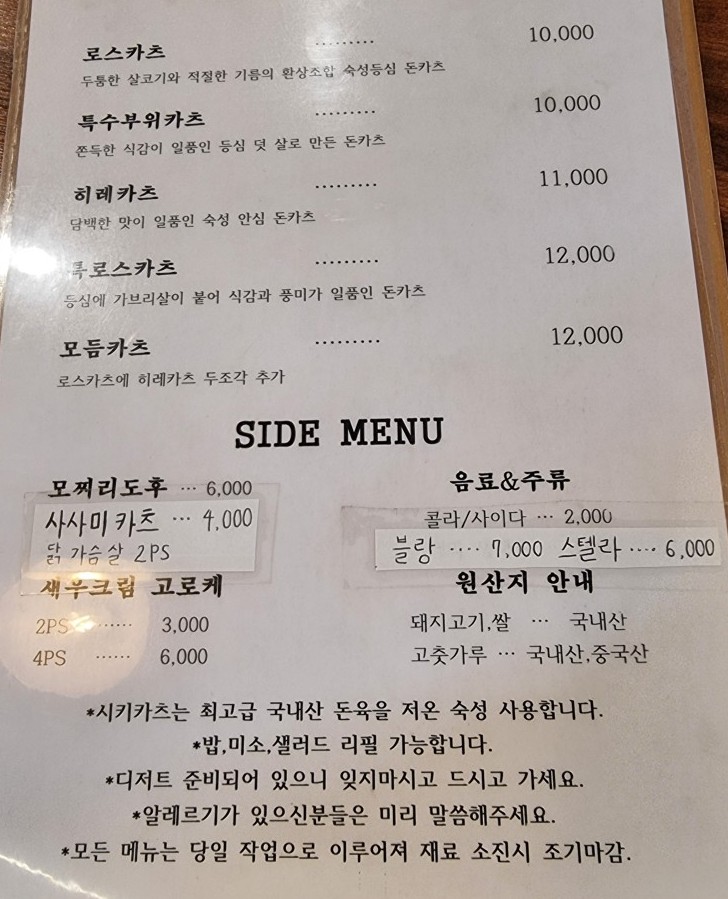 로스카츠 ......... 10,000
두툼한 살코기와 적절한 기름의 환상조합 숙성등심 돈카츠
특수부위카츠 ......... 10,000
쫀득한 식감이 일품인 등심 덧 살로 만든 돈카츠
히레카츠 ......... 11,000
담백한 맛이 일품인 숙성 안심 돈카츠
특로스카츠 ......... 12,000
등심에 가브리살이 붙어 식감과 풍미가 일품인 돈카츠
모듬카츠 ......... 12,000
로스카츠에 히레카츠 두조각 추가
SIDE MENU
모찌리도후 ... 6,000
사사미 카츠 ... 4,000
닭 가슴살 2PS
새우크림 고로케
2PS ...... 3,000
4PS ...... 6,000
음료&주류
콜라/사이다 ... 2,000
블랑 .... 7,000 스텔라 .... 6,000
원산지 안내
돼지고기,쌀 ... 국내산
고춧가루 ... 국내산,중국산
*시키카츠는 최고급 국내산 돈육을 저온 숙성 사용합니다.
*밥,미소,샐러드 리필 가능합니다.
*디저트 준비되어 있으니 잊지마시고 드시고 가세요.
*알레르기가 있으신분들은 미리 말씀해주세요.
*모든 메뉴는 당일 작업으로 이루어져 재료 소진시 조기마감.